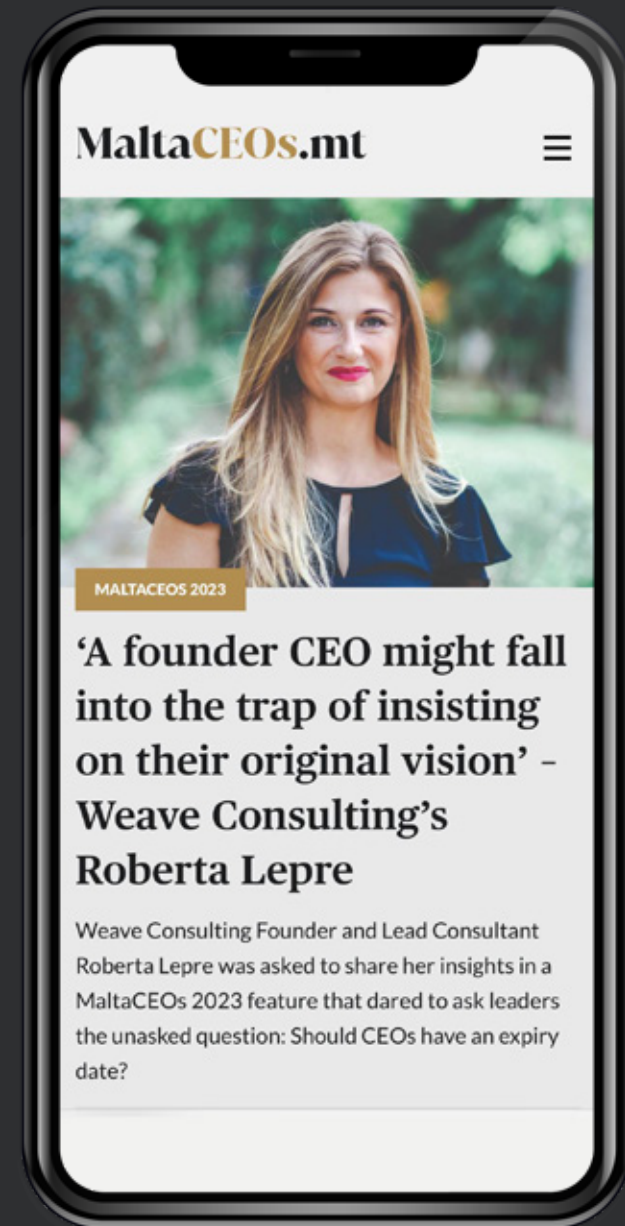 MaltaCEOs.mt
MALTACEOS 2023
‘A founder CEO might fall
into the trap of insisting
on their original vision’ –
Weave Consulting’s
Roberta Lepre
Weave Consulting Founder and Lead Consultant
Roberta Lepre was asked to share her insights in a
MaltaCEOs 2023 feature that dared to ask leaders
the unasked question: Should CEOs have an expiry
date?